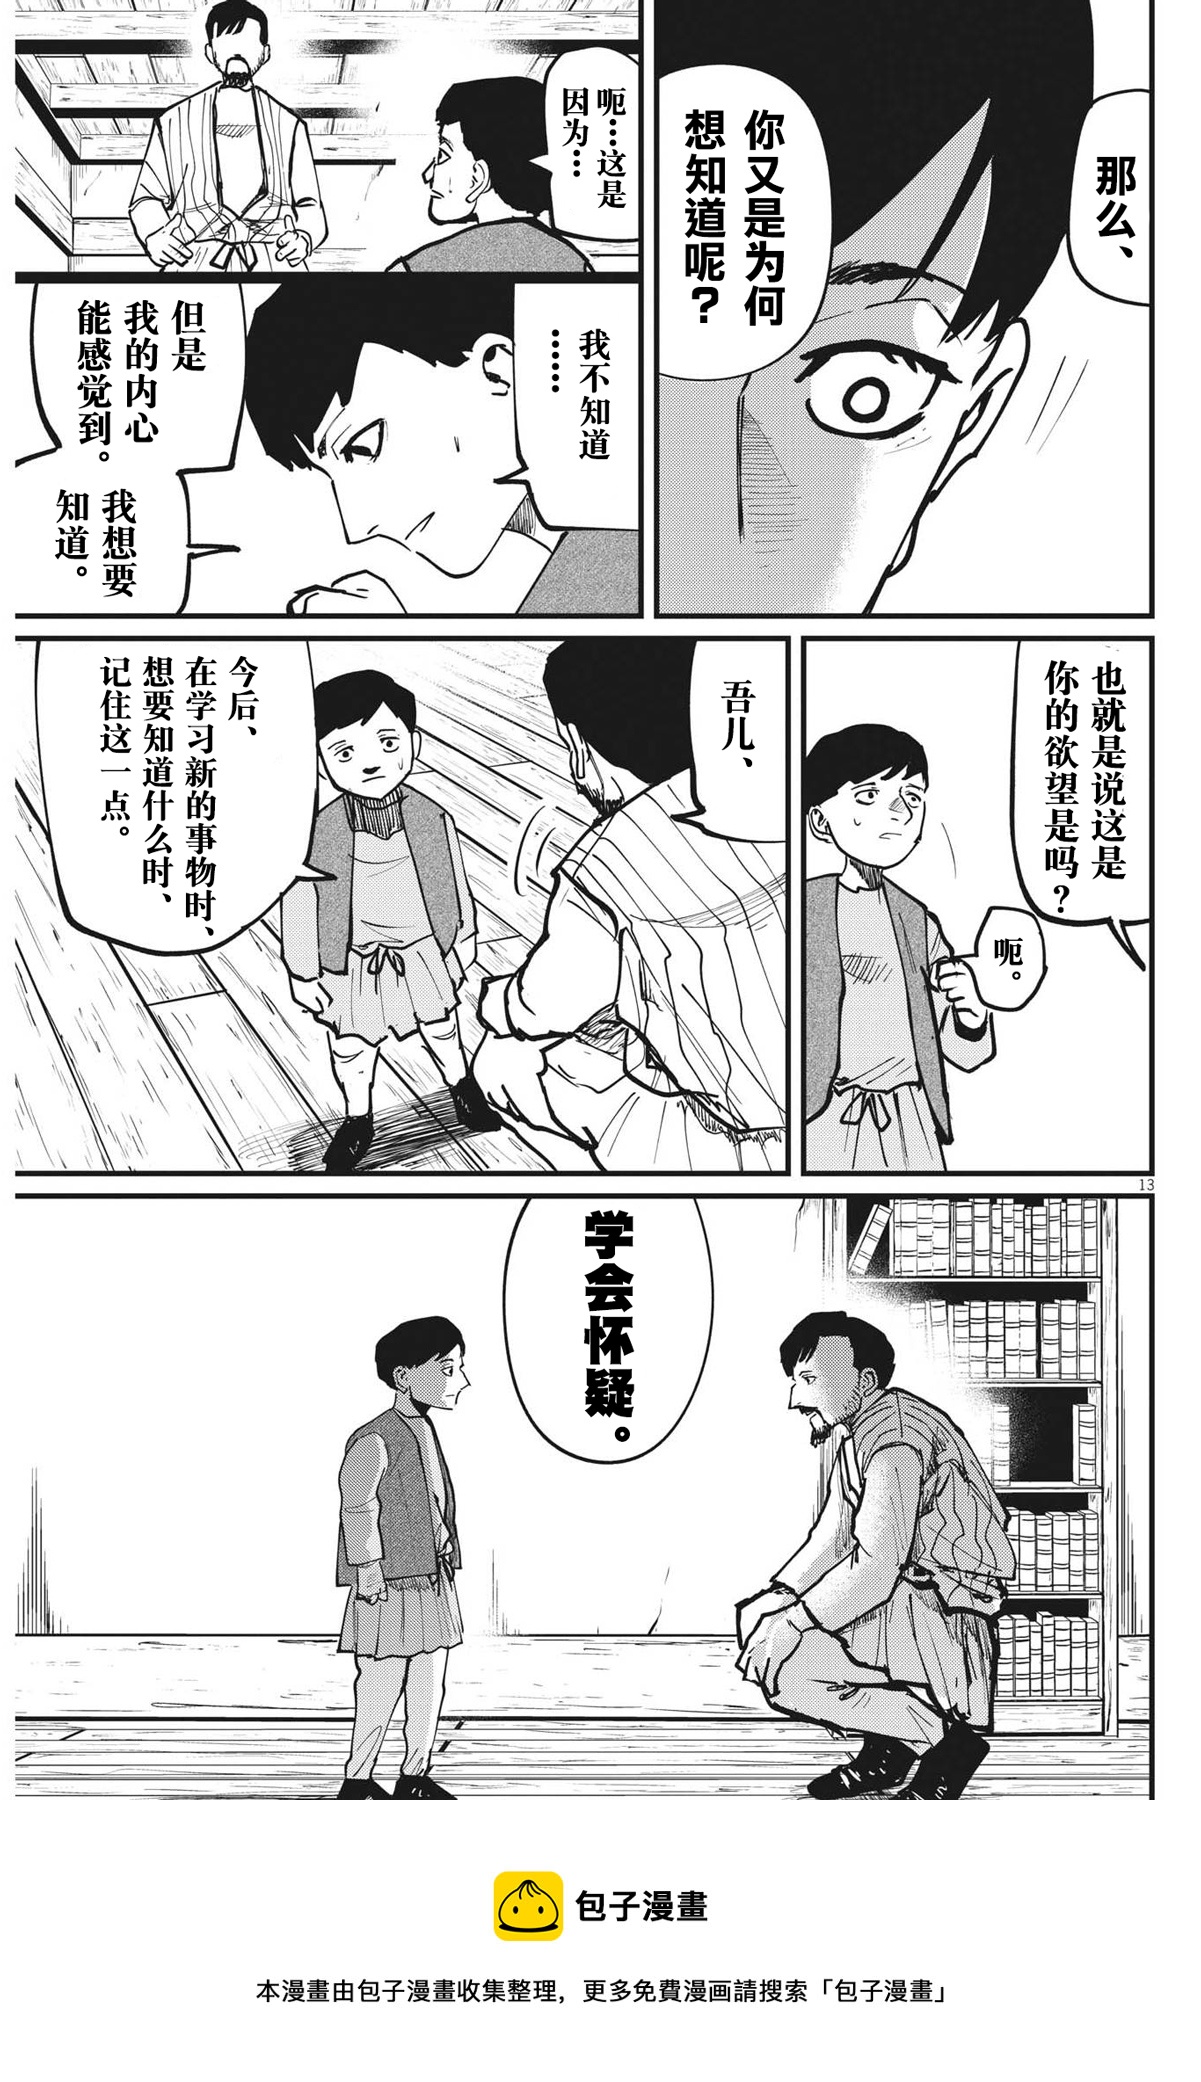 那么、
你又是为何
想知道呢？
呃…这是
因为…
我不知道
……
但是
我的内心
能感觉到。
我想要
知道。
也就是说这是
你的欲望是吗？
呃。
吾儿、
今后、
在学习新的事物时、
想要知道什么时、
记住这一点。
13
学会怀疑。
包子漫畫
本漫畫由包子漫畫收集整理，更多免費漫画請搜索「包子漫畫」